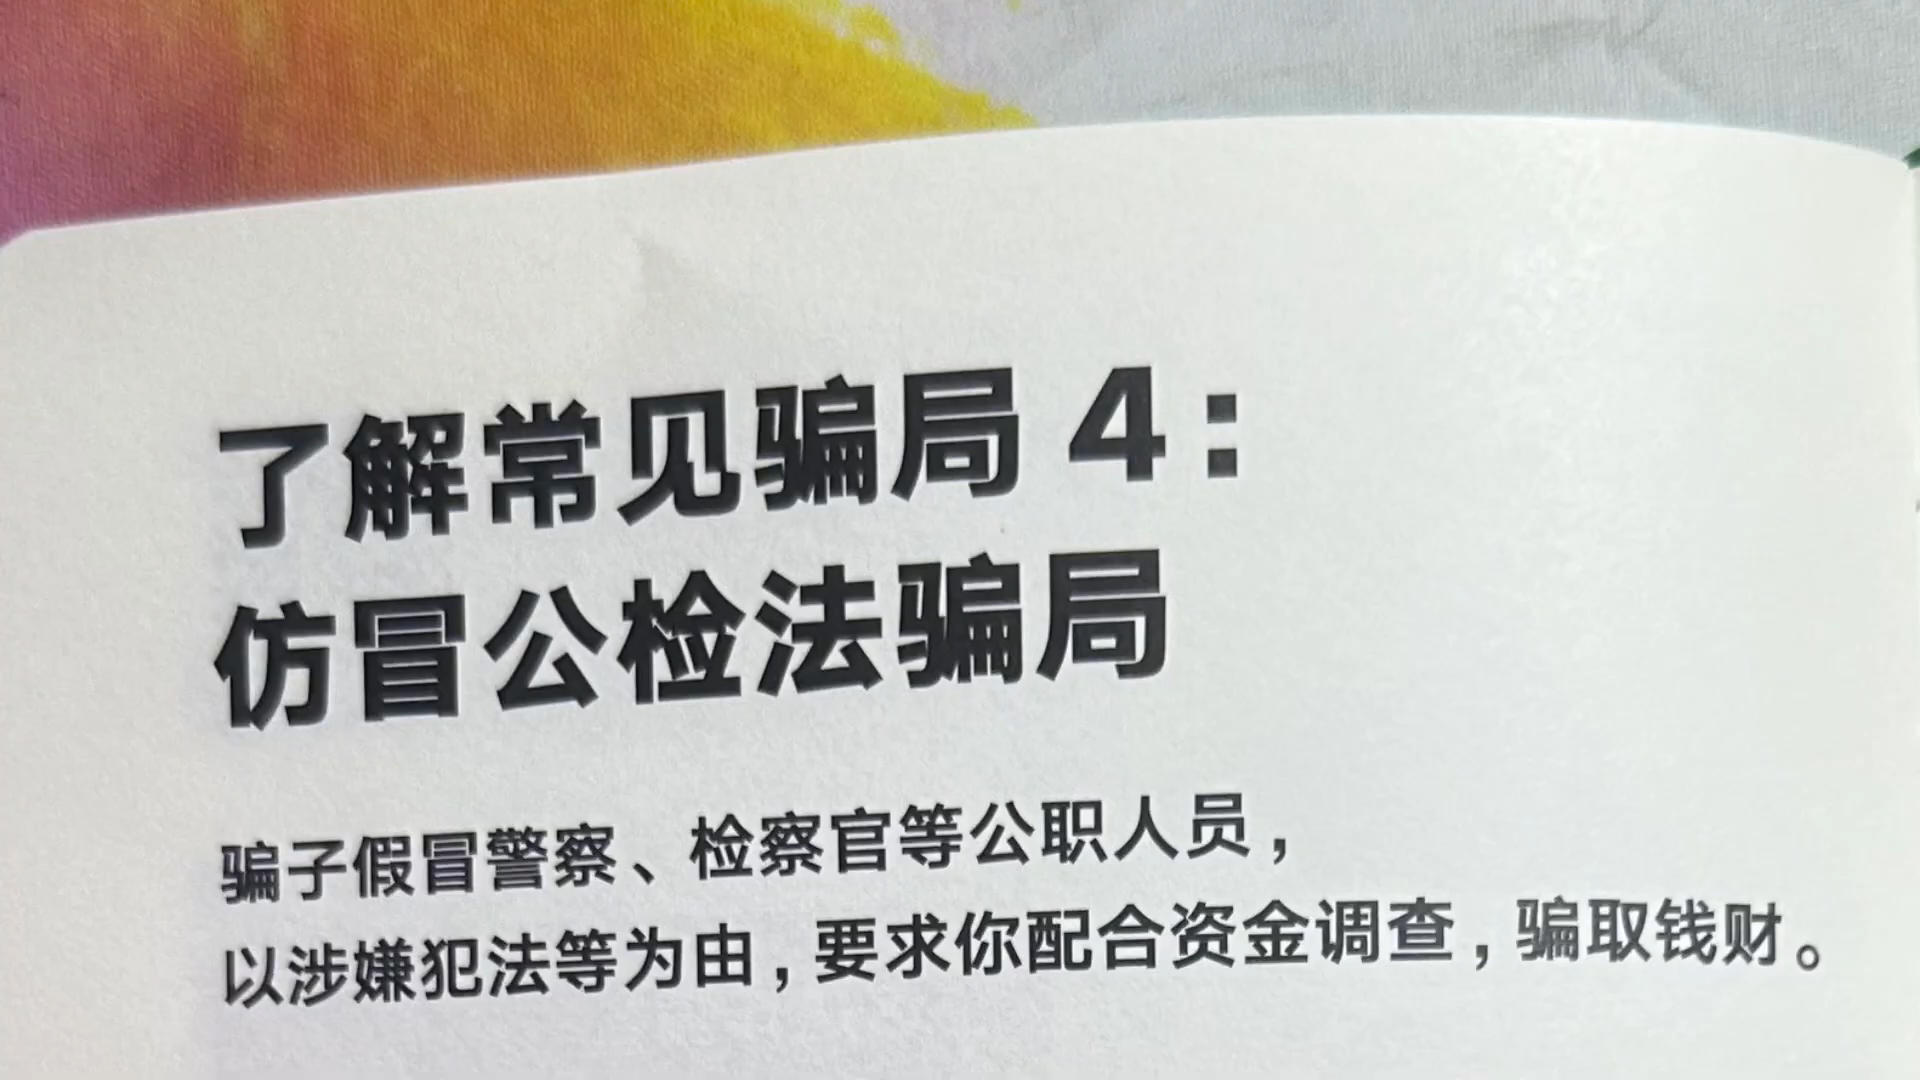 了解常见骗局 4：
仿冒公检法骗局
骗子假冒警察、检察官等公职人员，
以涉嫌犯法等为由，要求你配合资金调查，骗取钱财。